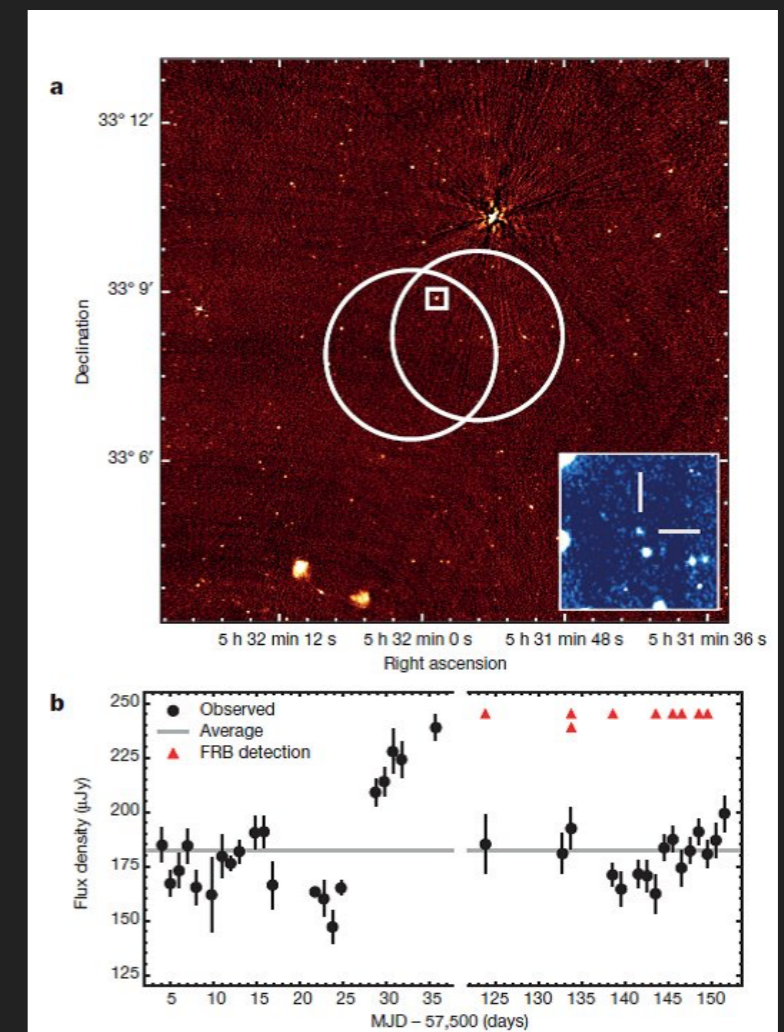 a
33° 12′
33° 9′
33° 6′
Declination
5 h 32 min 12 s 5 h 32 min 0 s 5 h 31 min 48 s 5 h 31 min 36 s
Right ascension
b
250
225
200
175
150
125
Flux density (μJy)
Observed
Average
FRB detection
5 10 15 20 25 30 35 125 130 135 140 145 150
MJD – 57,500 (days)